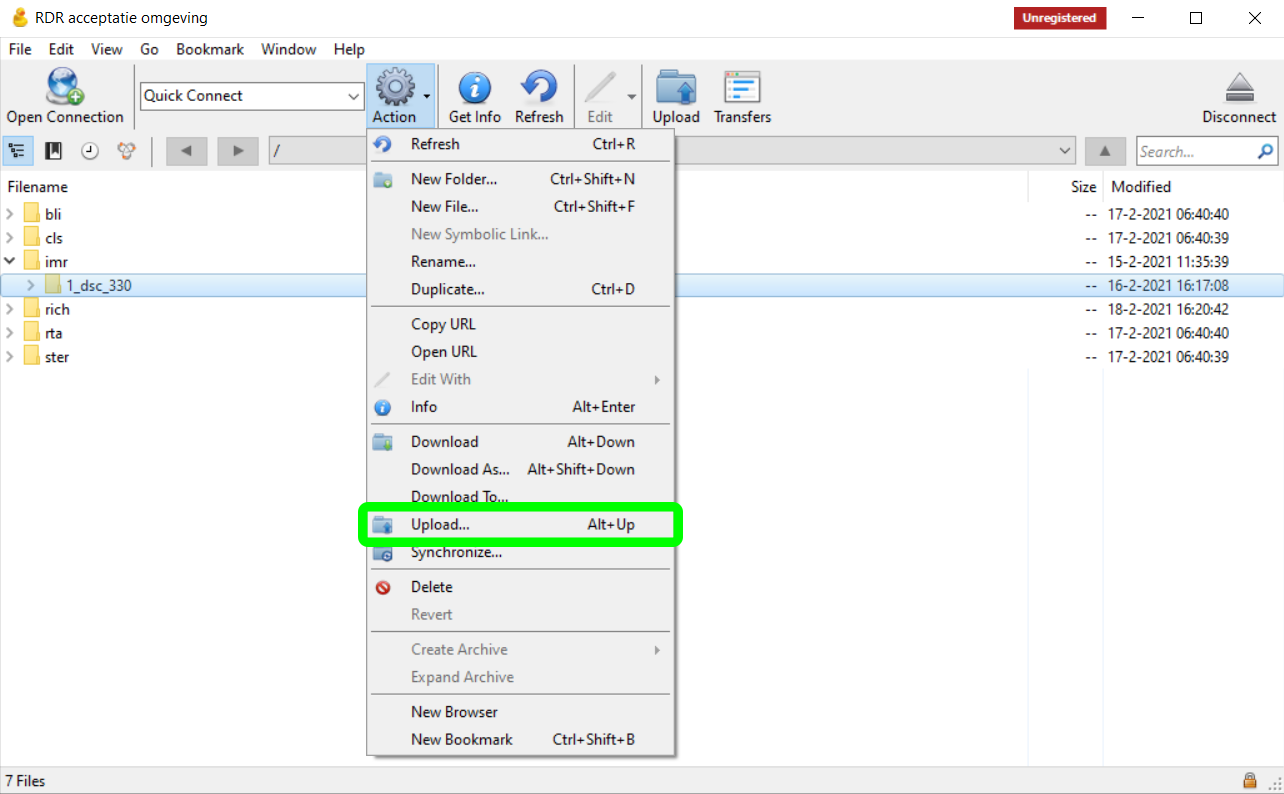 RDR acceptatie omgeving
Unregistered
File Edit View Go Bookmark Window Help
Open Connection
Quick Connect
Action
Get Info
Refresh
Edit
Upload
Transfers
Disconnect
/
Search...
Filename Size Modified
bli -- 17-2-2021 06:40:40
cls -- 17-2-2021 06:40:39
imr -- 15-2-2021 11:35:39
1_dsc_330 -- 16-2-2021 16:17:08
rich -- 18-2-2021 16:20:42
rta -- 17-2-2021 06:40:40
ster -- 17-2-2021 06:40:39
Refresh Ctrl+R
New Folder... Ctrl+Shift+N
New File... Ctrl+Shift+F
New Symbolic Link...
Rename...
Duplicate... Ctrl+D
Copy URL
Open URL
Edit With
Info Alt+Enter
Download Alt+Down
Download As... Alt+Shift+Down
Download To...
Upload... Alt+Up
Synchronize...
Delete
Revert
Create Archive
Expand Archive
New Browser
New Bookmark Ctrl+Shift+B
7 Files